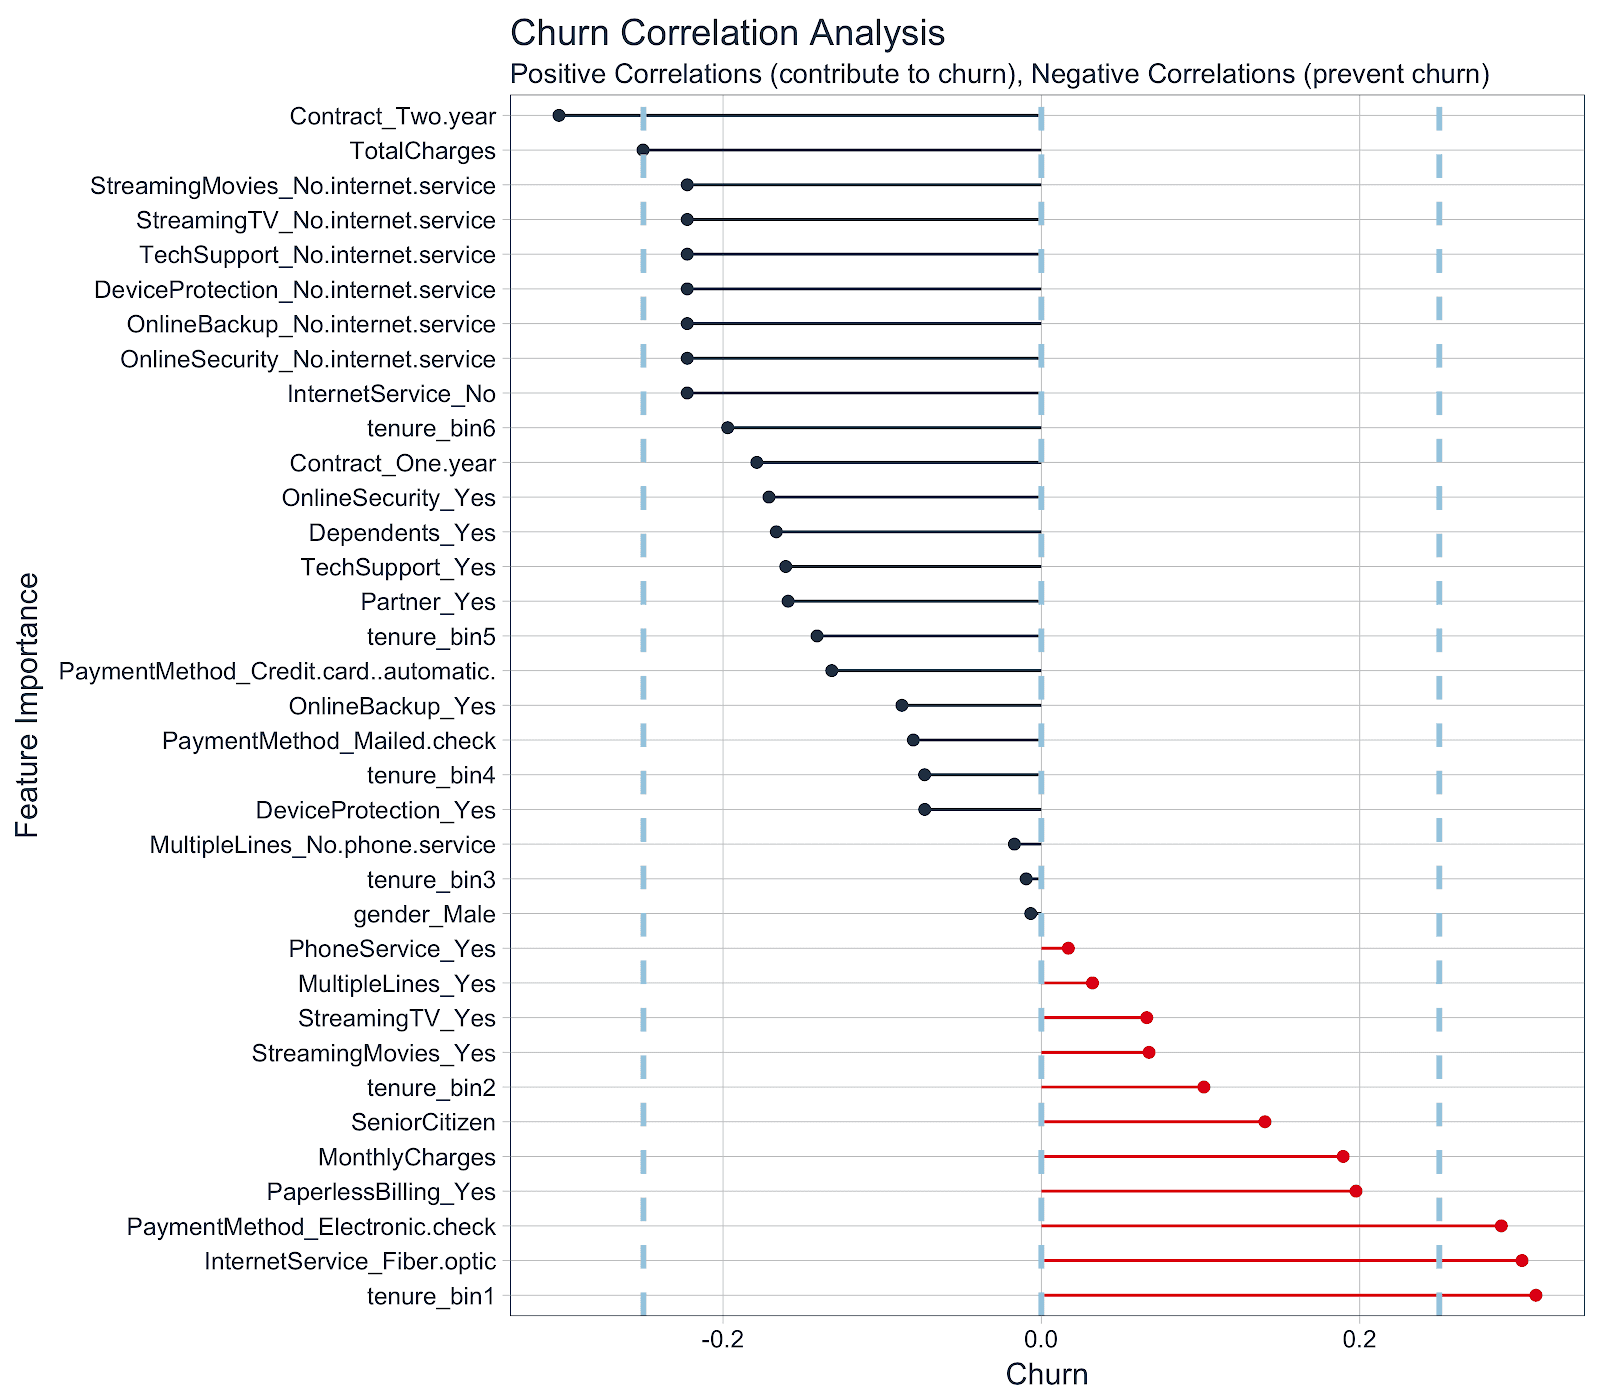 Churn Correlation Analysis
Positive Correlations (contribute to churn), Negative Correlations (prevent churn)
Feature Importance
Contract_Two.year
TotalCharges
StreamingMovies_No.internet.service
StreamingTV_No.internet.service
TechSupport_No.internet.service
DeviceProtection_No.internet.service
OnlineBackup_No.internet.service
OnlineSecurity_No.internet.service
InternetService_No
tenure_bin6
Contract_One.year
OnlineSecurity_Yes
Dependents_Yes
TechSupport_Yes
Partner_Yes
tenure_bin5
PaymentMethod_Credit.card..automatic.
OnlineBackup_Yes
PaymentMethod_Mailed.check
tenure_bin4
DeviceProtection_Yes
MultipleLines_No.phone.service
tenure_bin3
gender_Male
PhoneService_Yes
MultipleLines_Yes
StreamingTV_Yes
StreamingMovies_Yes
tenure_bin2
SeniorCitizen
MonthlyCharges
PaperlessBilling_Yes
PaymentMethod_Electronic.check
InternetService_Fiber.optic
tenure_bin1
-0.2 0.0 0.2
Churn